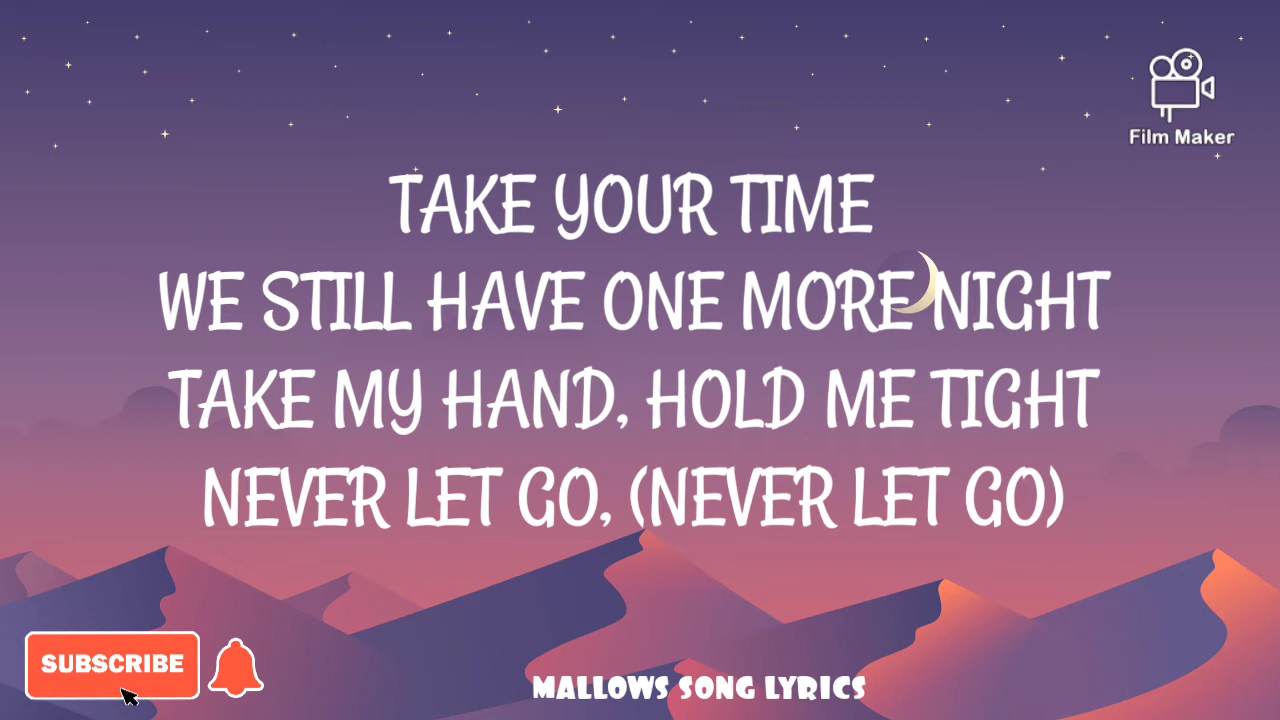 Film Maker
TAKE YOUR TIME
WE STILL HAVE ONE MORE NIGHT
TAKE MY HAND, HOLD ME TIGHT
NEVER LET GO, (NEVER LET GO)
SUBSCRIBE
MALLOWS SONG LYRICS